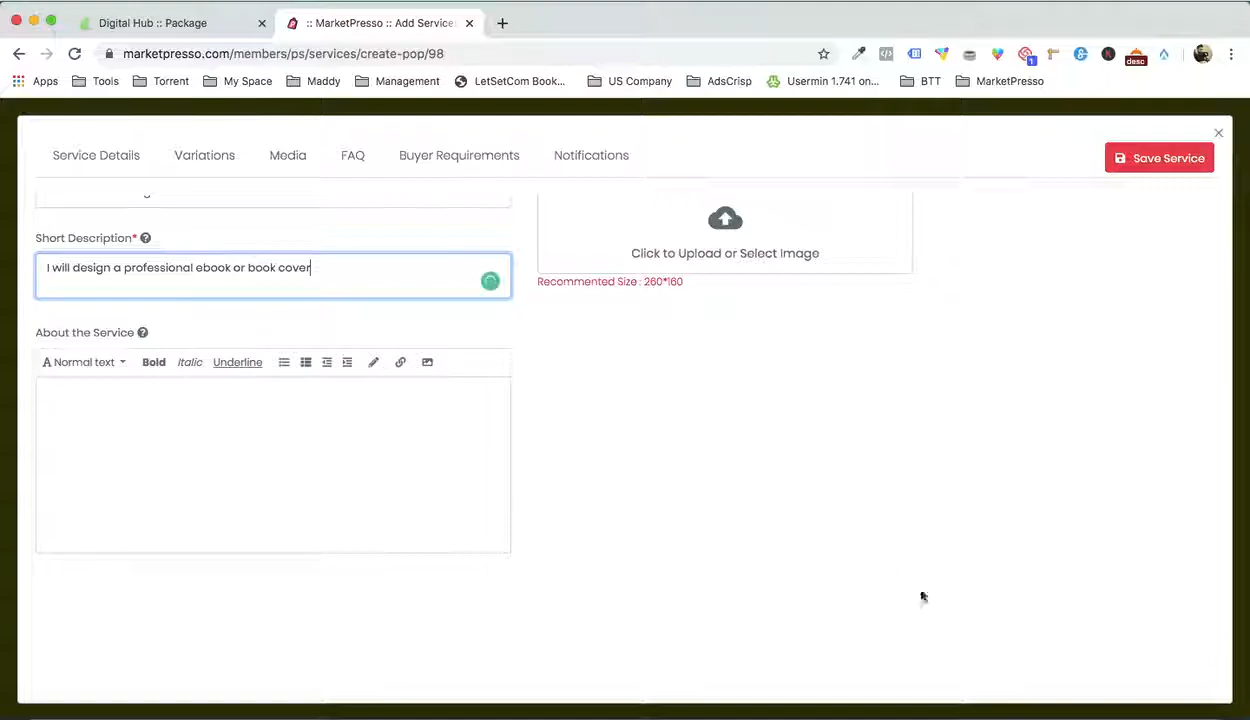 Digital Hub :: Package
:: MarketPresso :: Add Service
marketpresso.com/members/ps/services/create-pop/98
1
desc
Apps Tools Torrent My Space Maddy Management LetSetCom Book... US Company AdsCrisp Usermin 1.741 on... BTT MarketPresso
Service Details Variations Media FAQ Buyer Requirements Notifications
Save Service
Short Description*
I will design a professional ebook or book cover
Click to Upload or Select Image
Recommented Size : 260*160
About the Service
A Normal text Bold Italic Underline